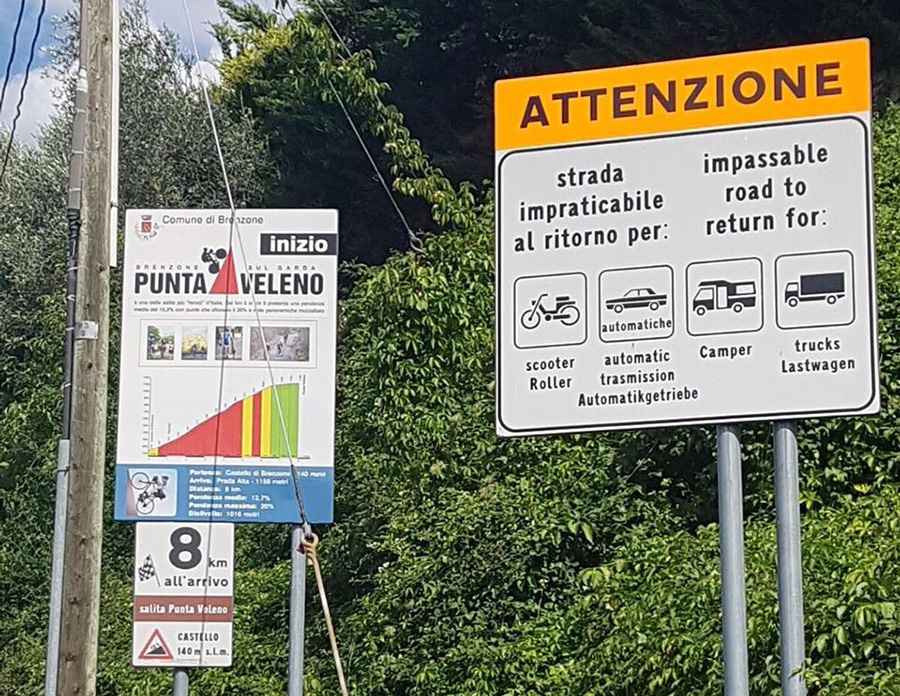 Comune di Brenzone
inizio
BRENZONE SUL GARDA
PUNTA VELENO
Partenza: Castello di Brenzone 140 metri
Arrivo: Prada Alta - 1156 metri
Distanza: 8 km
Pendenza media: 12,7%
Pendenza massima: 20%
Dislivello: 1016 metri
8 km
all'arrivo
salita Punta Veleno
CASTELLO
140 m s.l.m.
ATTENZIONE
strada
impraticabile
al ritorno per:
impassable
road to
return for:
automatiche
scooter
Roller
automatic
trasmission
Automatikgetriebe
Camper
trucks
Lastwagen